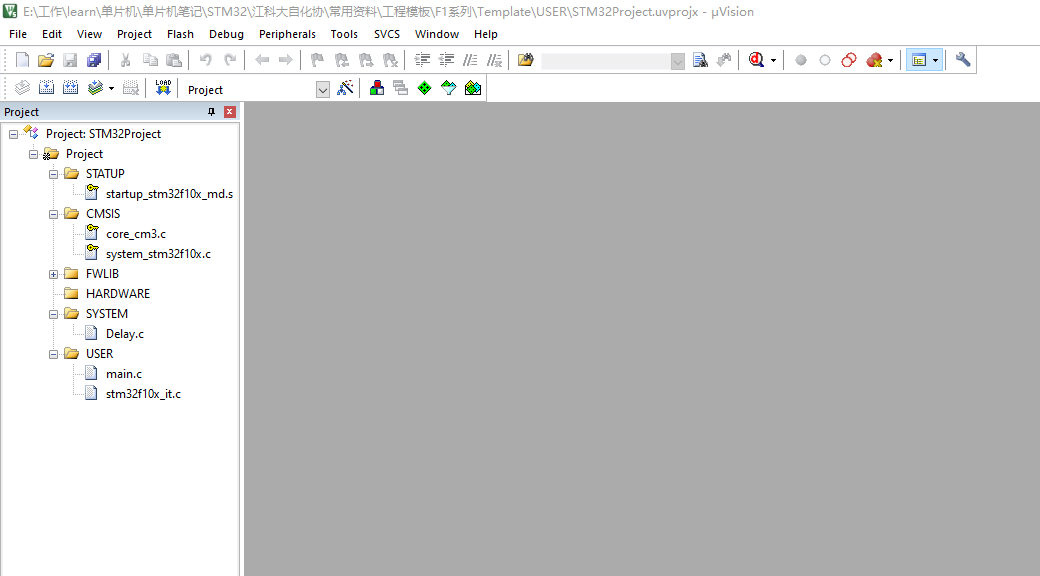 E:\工作\learn\单片机\单片机笔记\STM32\江科大自化协\常用资料\工程模板\F1系列\Template\USER\STM32Project.uvprojx - µVision
File Edit View Project Flash Debug Peripherals Tools SVCS Window Help
LOAD
Project
Project
Project: STM32Project
Project
STATUP
startup_stm32f10x_md.s
CMSIS
core_cm3.c
system_stm32f10x.c
FWLIB
HARDWARE
SYSTEM
Delay.c
USER
main.c
stm32f10x_it.c